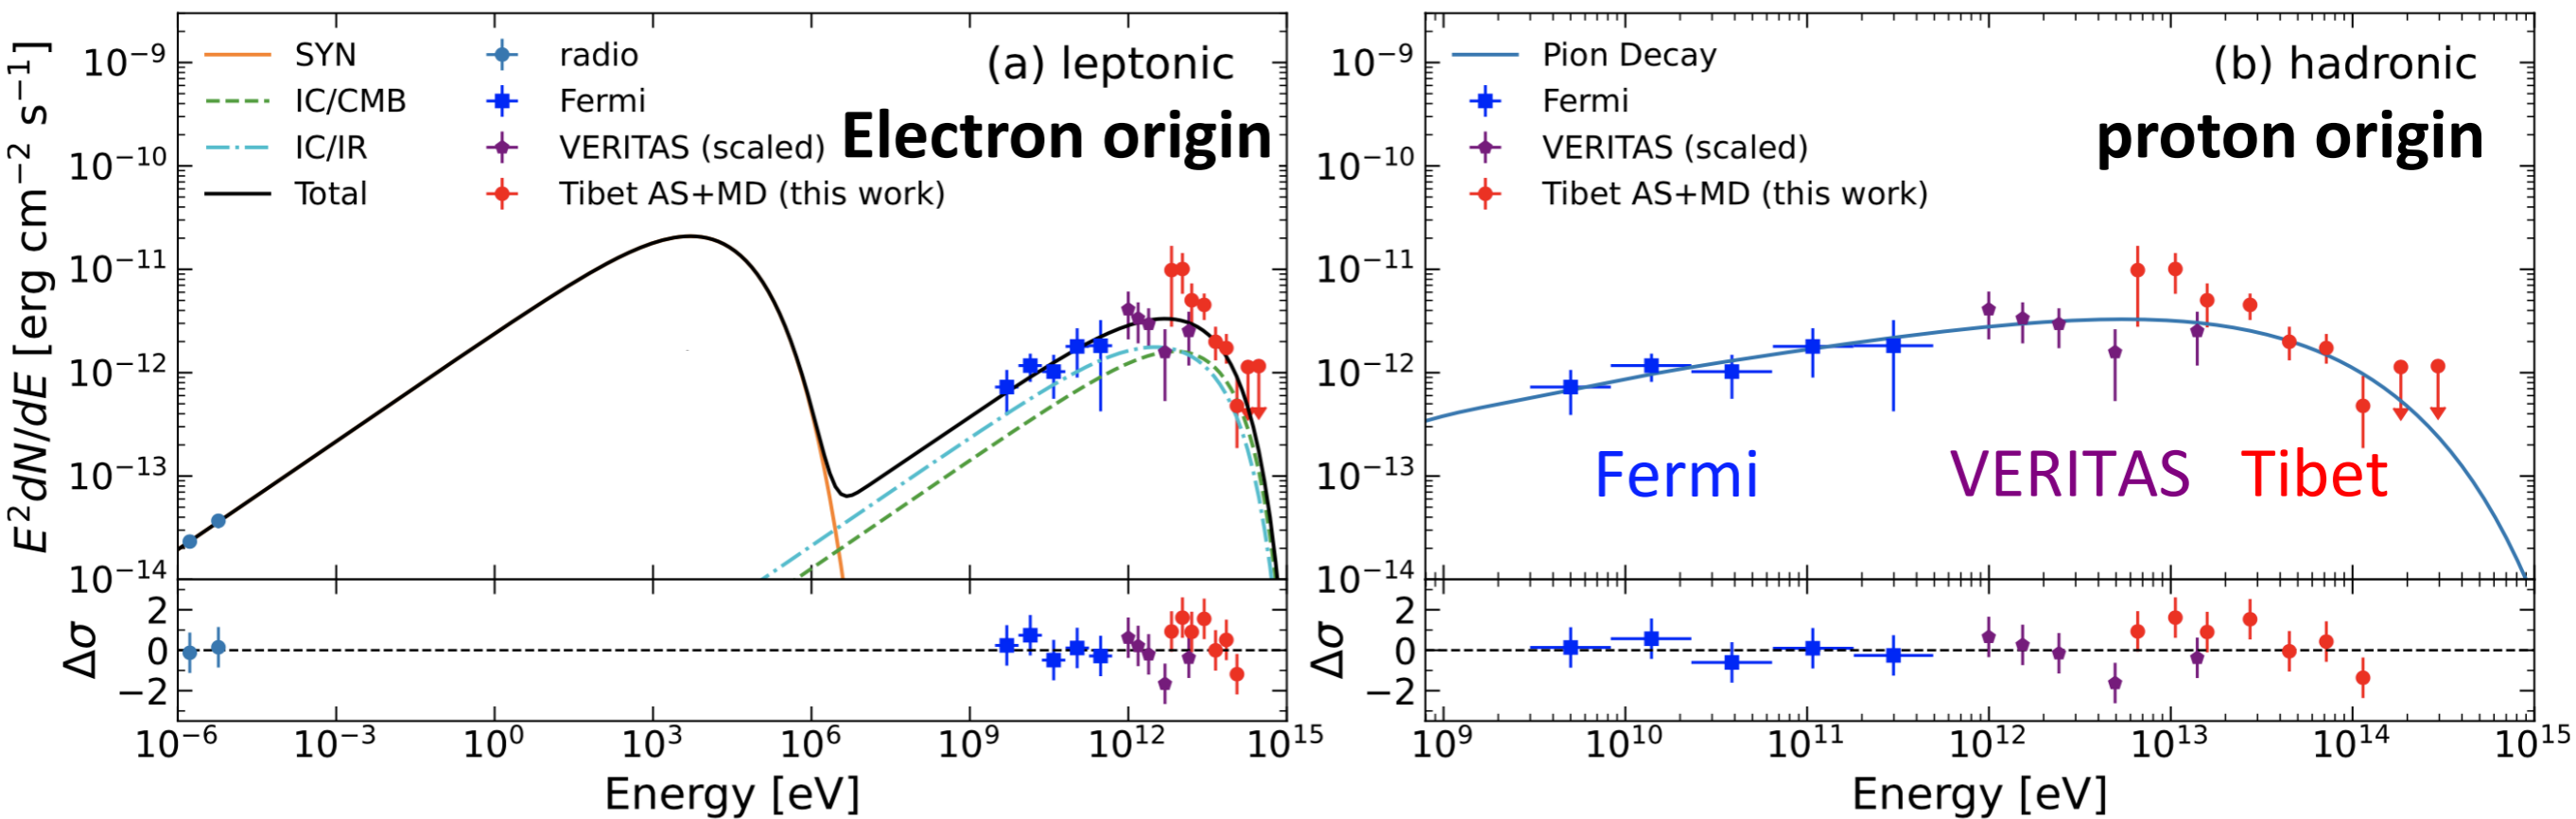 E²dN/dE [erg cm⁻² s⁻¹]
10⁻⁹
10⁻¹⁰
10⁻¹¹
10⁻¹²
10⁻¹³
10⁻¹⁴
SYN
IC/CMB
IC/IR
Total
radio
Fermi
VERITAS (scaled)
Tibet AS+MD (this work)
(a) leptonic
Electron origin
Δσ
2
0
−2
10⁻⁶ 10⁻³ 10⁰ 10³ 10⁶ 10⁹ 10¹² 10¹⁵
Energy [eV]
10⁻⁹
10⁻¹⁰
10⁻¹¹
10⁻¹²
10⁻¹³
10⁻¹⁴
Pion Decay
Fermi
VERITAS (scaled)
Tibet AS+MD (this work)
(b) hadronic
proton origin
Fermi VERITAS Tibet
Δσ
2
0
−2
10⁹ 10¹⁰ 10¹¹ 10¹² 10¹³ 10¹⁴ 10¹⁵
Energy [eV]